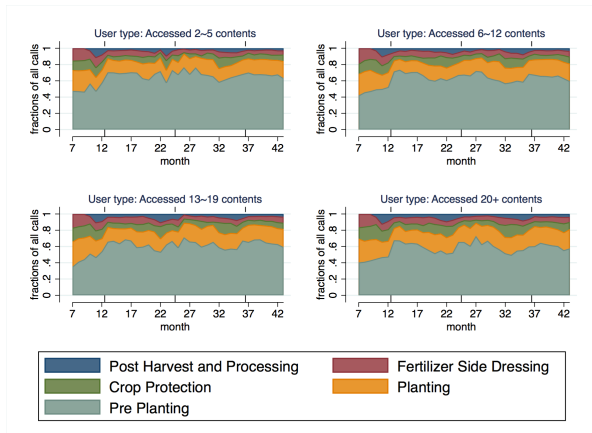 User type: Accessed 2~5 contents
fractions of all calls
0 .2 .4 .6 .8 1
7 12 17 22 27 32 36 42
month
User type: Accessed 6~12 contents
fractions of all calls
0 .2 .4 .6 .8 1
7 12 17 22 27 32 36 42
month
User type: Accessed 13~19 contents
fractions of all calls
0 .2 .4 .6 .8 1
7 12 17 22 27 32 36 42
month
User type: Accessed 20+ contents
fractions of all calls
0 .2 .4 .6 .8 1
7 12 17 22 27 32 36 42
month
Post Harvest and Processing
Fertilizer Side Dressing
Crop Protection
Planting
Pre Planting